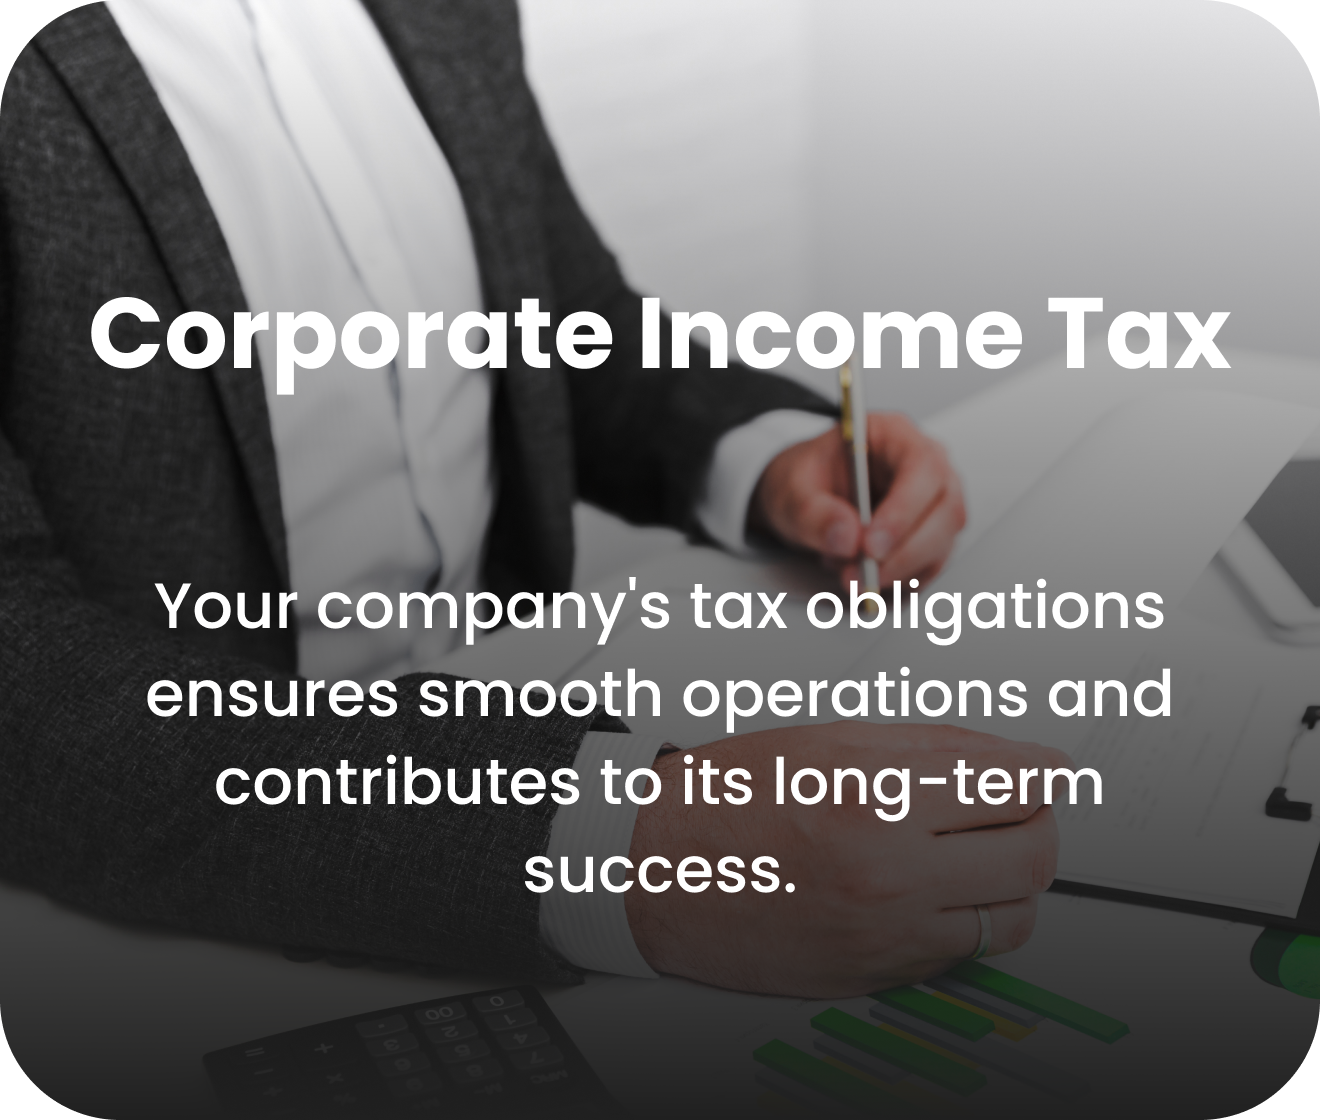 Corporate Income Tax
Your company's tax obligations
ensures smooth operations and
contributes to its long-term
success.